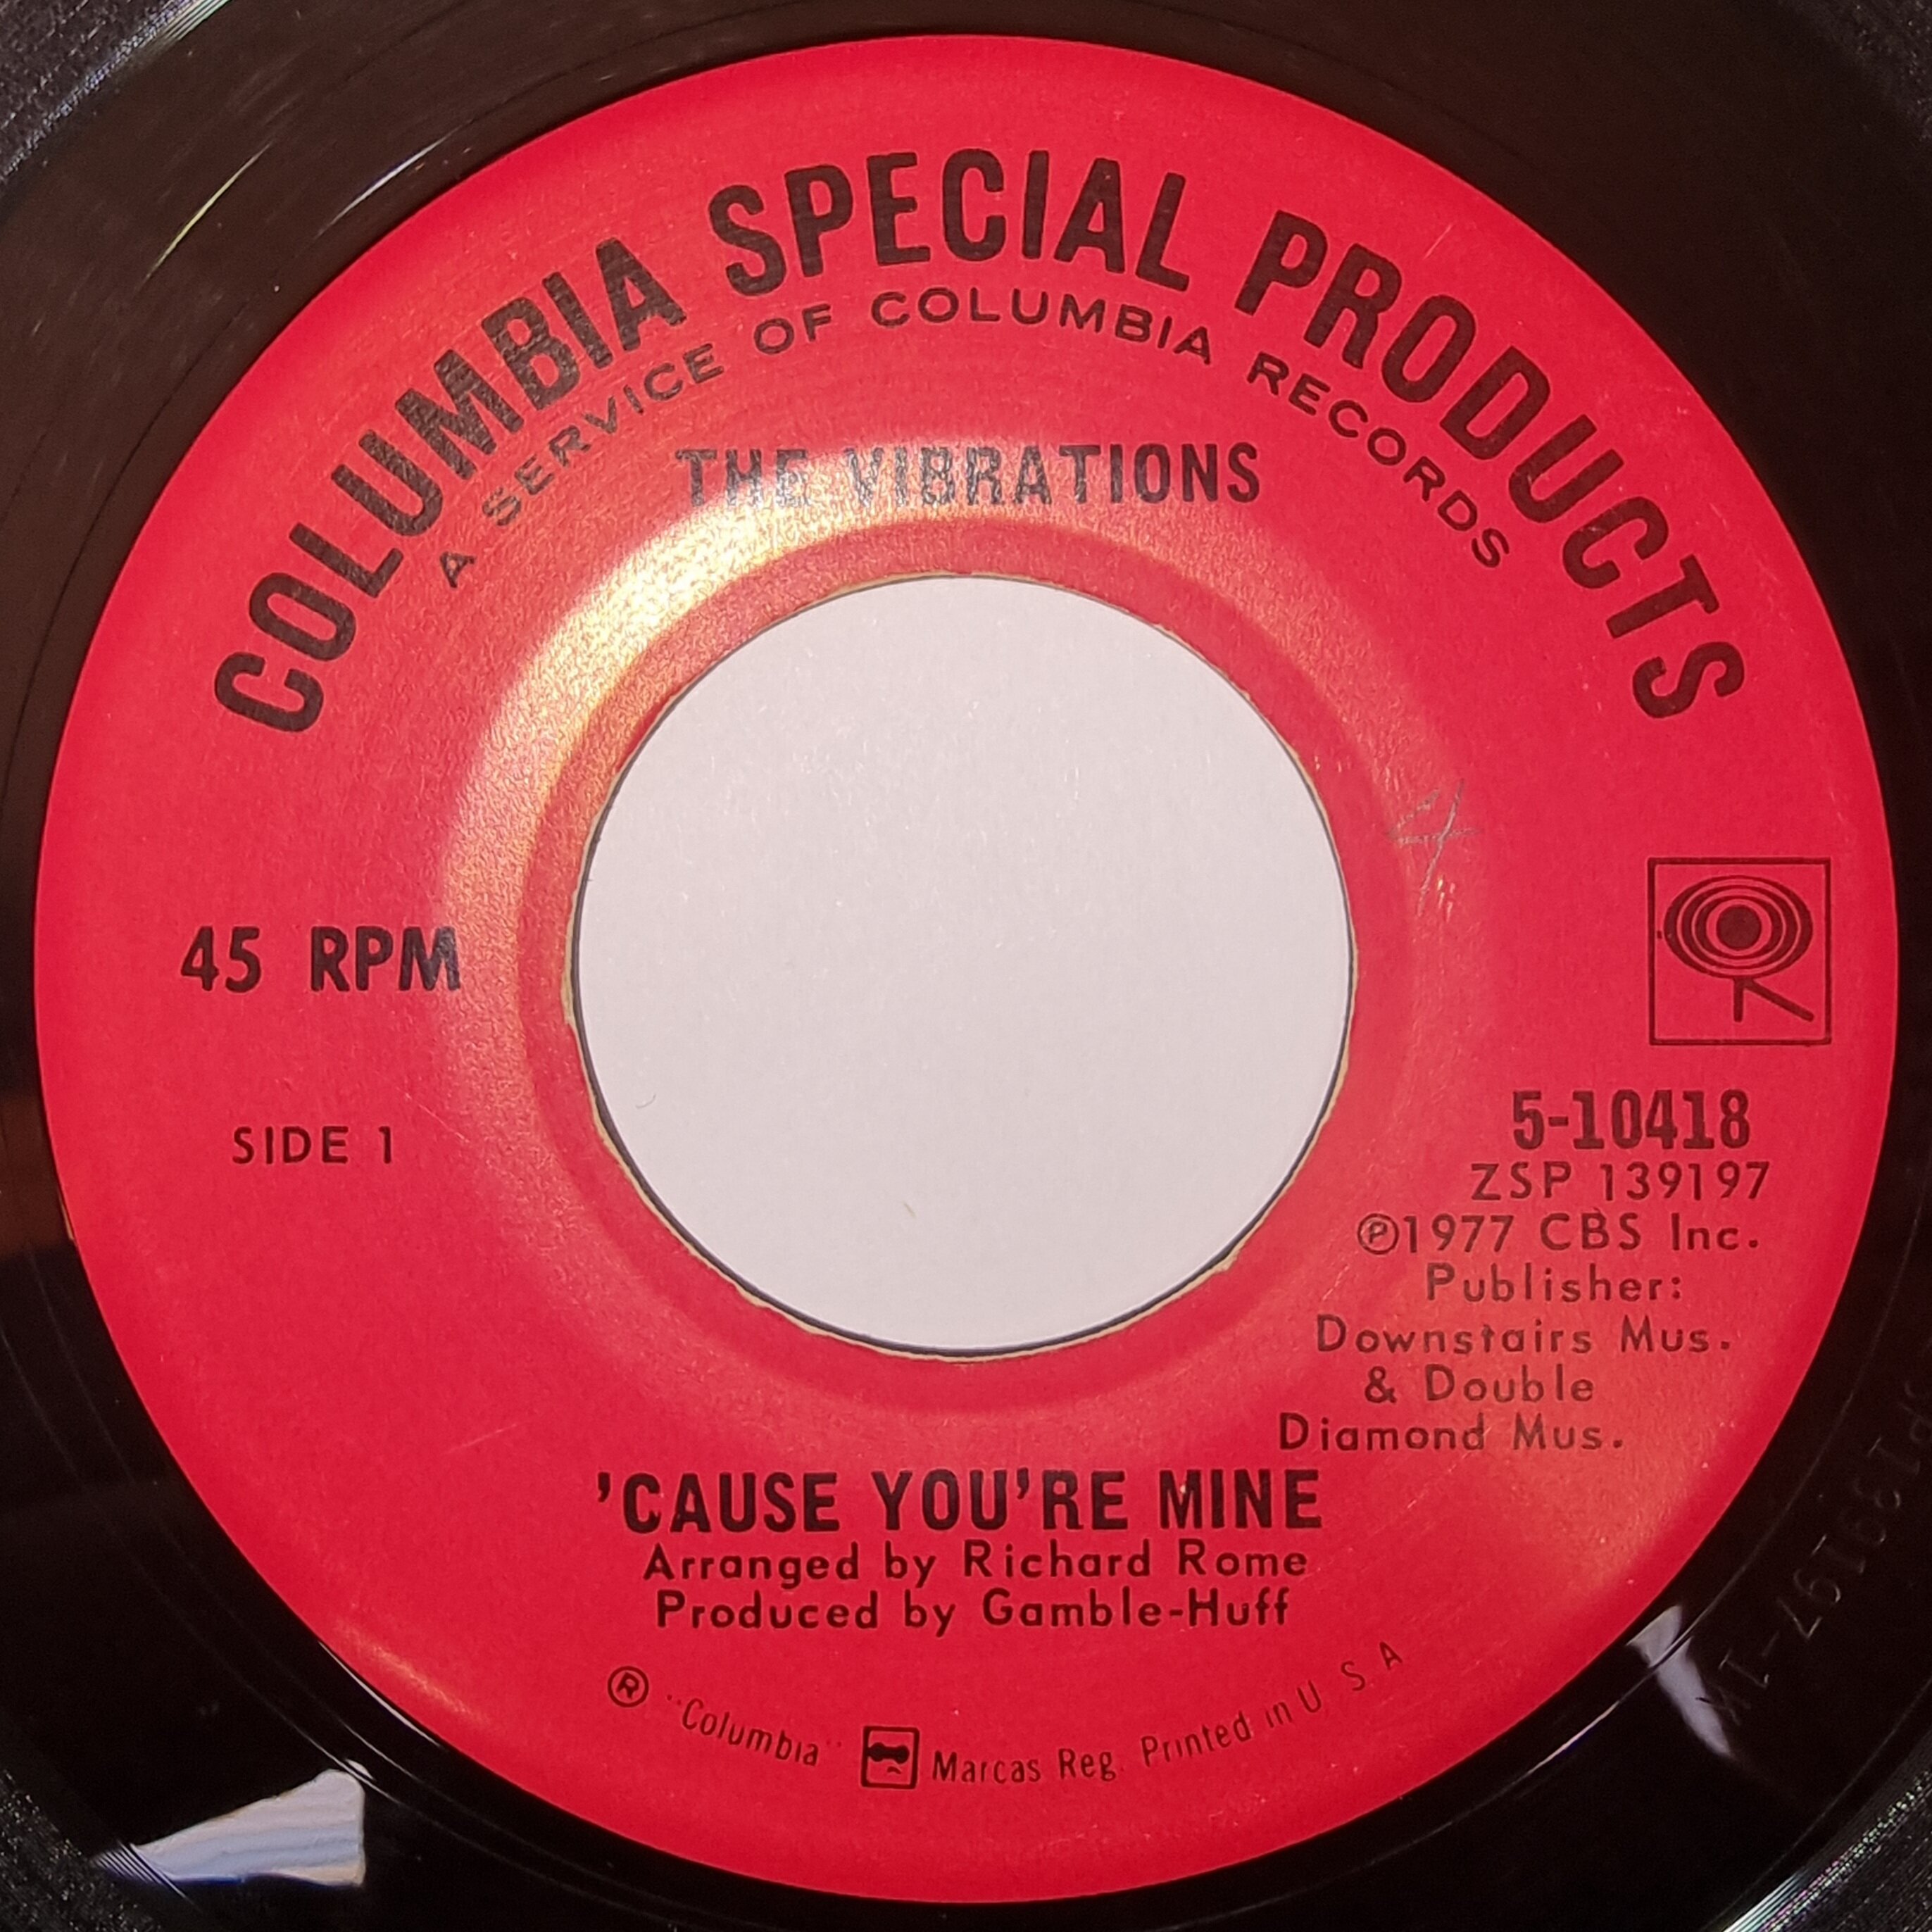 COLUMBIA SPECIAL PRODUCTS
A SERVICE OF COLUMBIA RECORDS
THE VIBRATIONS
4
45 RPM
SIDE 1
5-10418
ZSP 139197
Ⓟ1977 CBS Inc.
Publisher:
Downstairs Mus.
& Double
Diamond Mus.
'CAUSE YOU'RE MINE
Arranged by Richard Rome
Produced by Gamble-Huff
® "Columbia" Marcas Reg. Printed in U. S. A